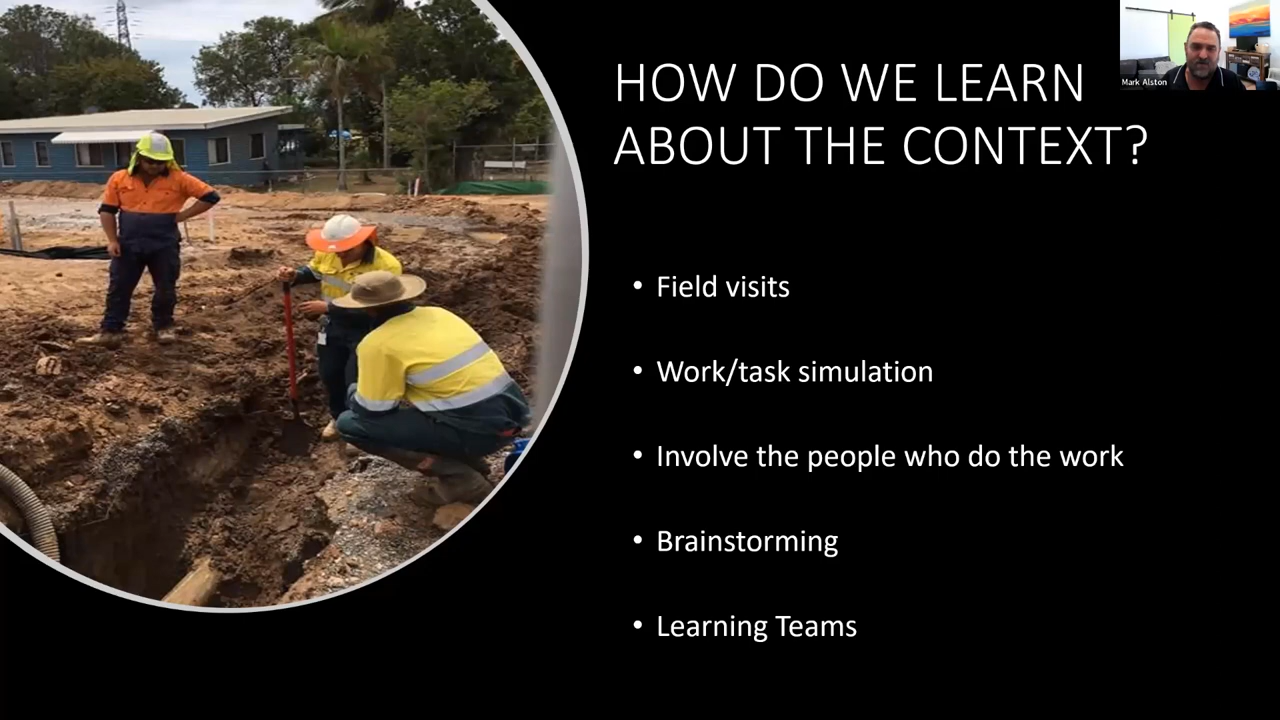 HOW DO WE LEARN
ABOUT THE CONTEXT?
Mark Alston
• Field visits
• Work/task simulation
• Involve the people who do the work
• Brainstorming
• Learning Teams